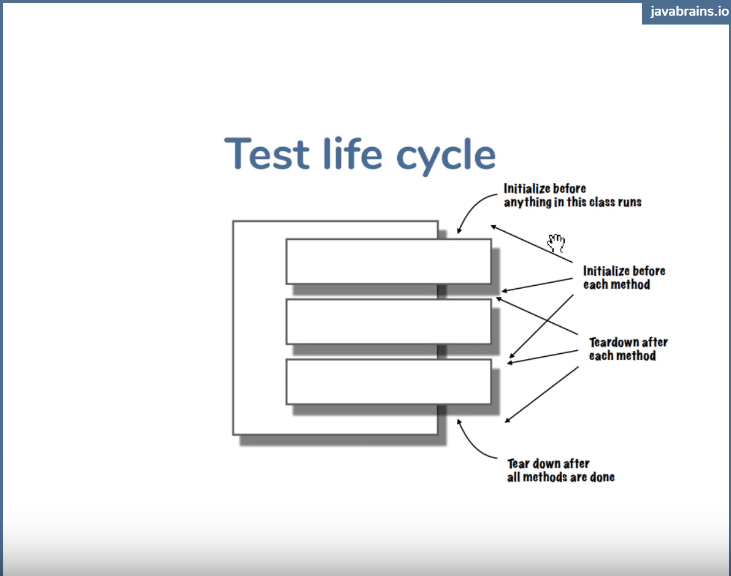 javabrains.io
Test life cycle
Initialize before
anything in this class runs
Initialize before
each method
Teardown after
each method
Tear down after
all methods are done